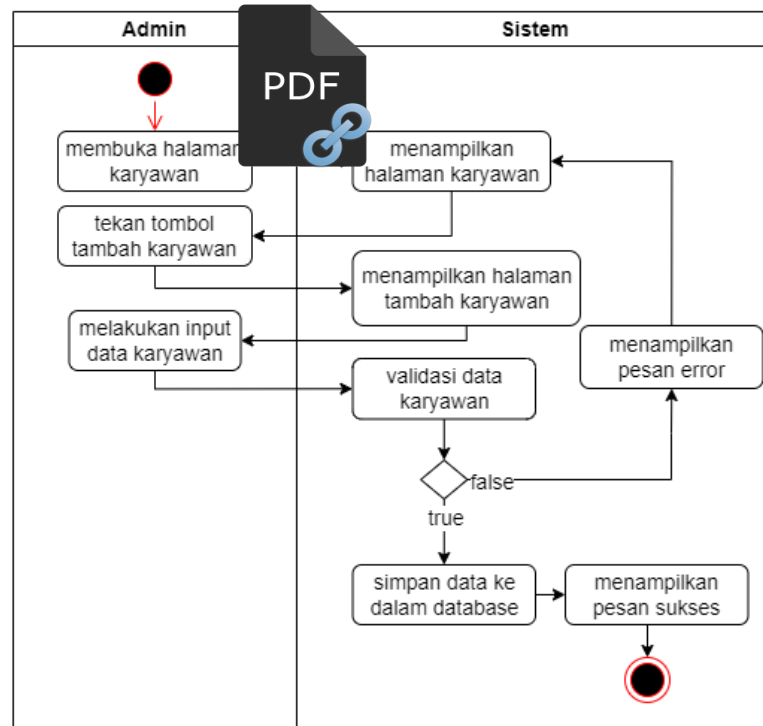 Admin
Sistem
PDF
membuka halaman
karyawan
menampilkan
halaman karyawan
tekan tombol
tambah karyawan
menampilkan halaman
tambah karyawan
melakukan input
data karyawan
menampilkan
pesan error
validasi data
karyawan
false
true
simpan data ke
dalam database
menampilkan
pesan sukses